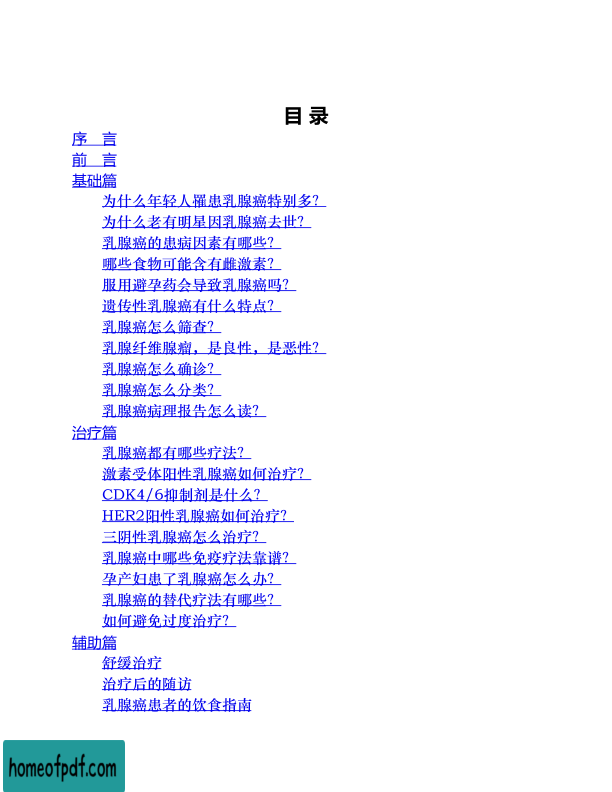 目 录
序　言
前　言
基础篇
为什么年轻人罹患乳腺癌特别多？
为什么老有明星因乳腺癌去世？
乳腺癌的患病因素有哪些？
哪些食物可能含有雌激素？
服用避孕药会导致乳腺癌吗？
遗传性乳腺癌有什么特点？
乳腺癌怎么筛查？
乳腺纤维腺瘤，是良性，是恶性？
乳腺癌怎么确诊？
乳腺癌怎么分类？
乳腺癌病理报告怎么读？
治疗篇
乳腺癌都有哪些疗法？
激素受体阳性乳腺癌如何治疗？
CDK4/6抑制剂是什么？
HER2阳性乳腺癌如何治疗？
三阴性乳腺癌怎么治疗？
乳腺癌中哪些免疫疗法靠谱？
孕产妇患了乳腺癌怎么办？
乳腺癌的替代疗法有哪些？
如何避免过度治疗？
辅助篇
舒缓治疗
治疗后的随访
乳腺癌患者的饮食指南
homeofpdf.com